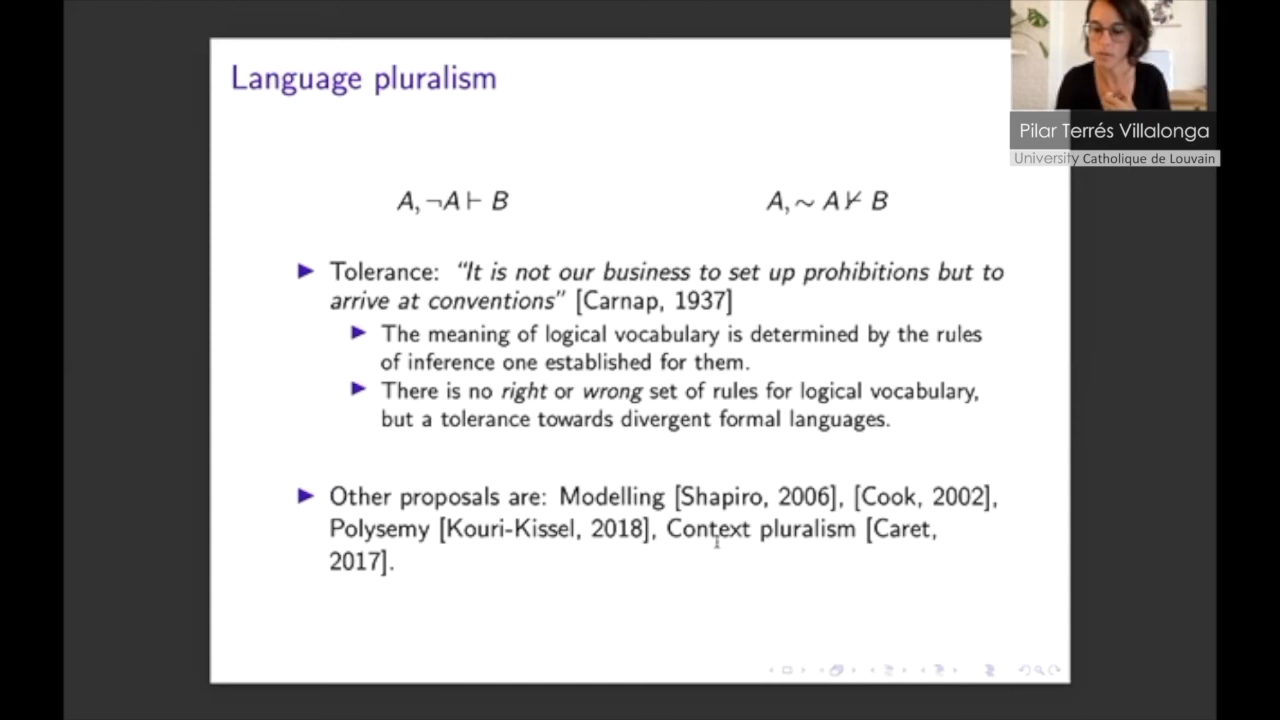 Language pluralism
Pilar Terrés Villalonga
University Catholique de Louvain
A, ¬A ⊢ B
A, ∼ A ⊬ B
Tolerance: “It is not our business to set up prohibitions but to
arrive at conventions” [Carnap, 1937]
The meaning of logical vocabulary is determined by the rules
of inference one established for them.
There is no right or wrong set of rules for logical vocabulary,
but a tolerance towards divergent formal languages.
Other proposals are: Modelling [Shapiro, 2006], [Cook, 2002],
Polysemy [Kouri-Kissel, 2018], Context pluralism [Caret,
2017].